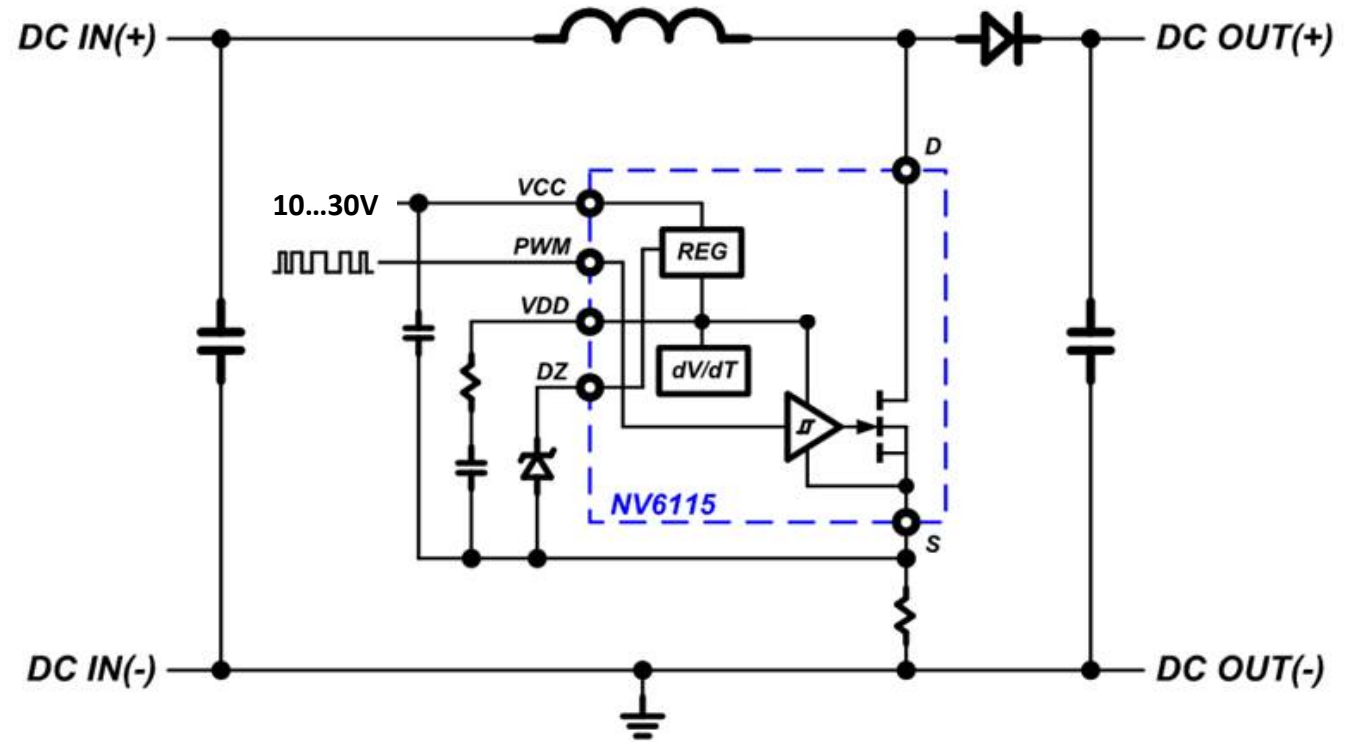 DC IN(+)
DC OUT(+)
D
VCC
10...30V
PWM
REG
VDD
DZ
dV/dT
NV6115
S
DC IN(-)
DC OUT(-)